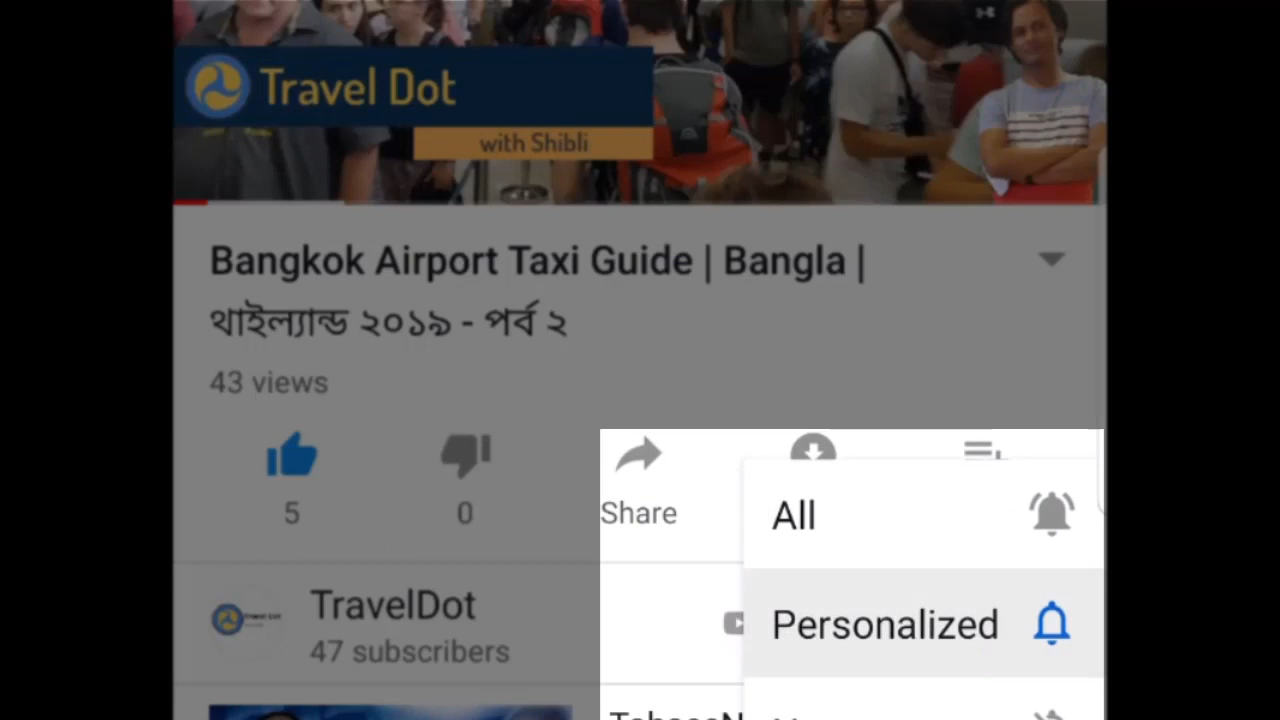 Travel Dot
with Shibli
Bangkok Airport Taxi Guide | Bangla |
থাইল্যান্ড ২০১৯ - পর্ব ২
43 views
5
0
Share
All
TravelDot
47 subscribers
Personalized